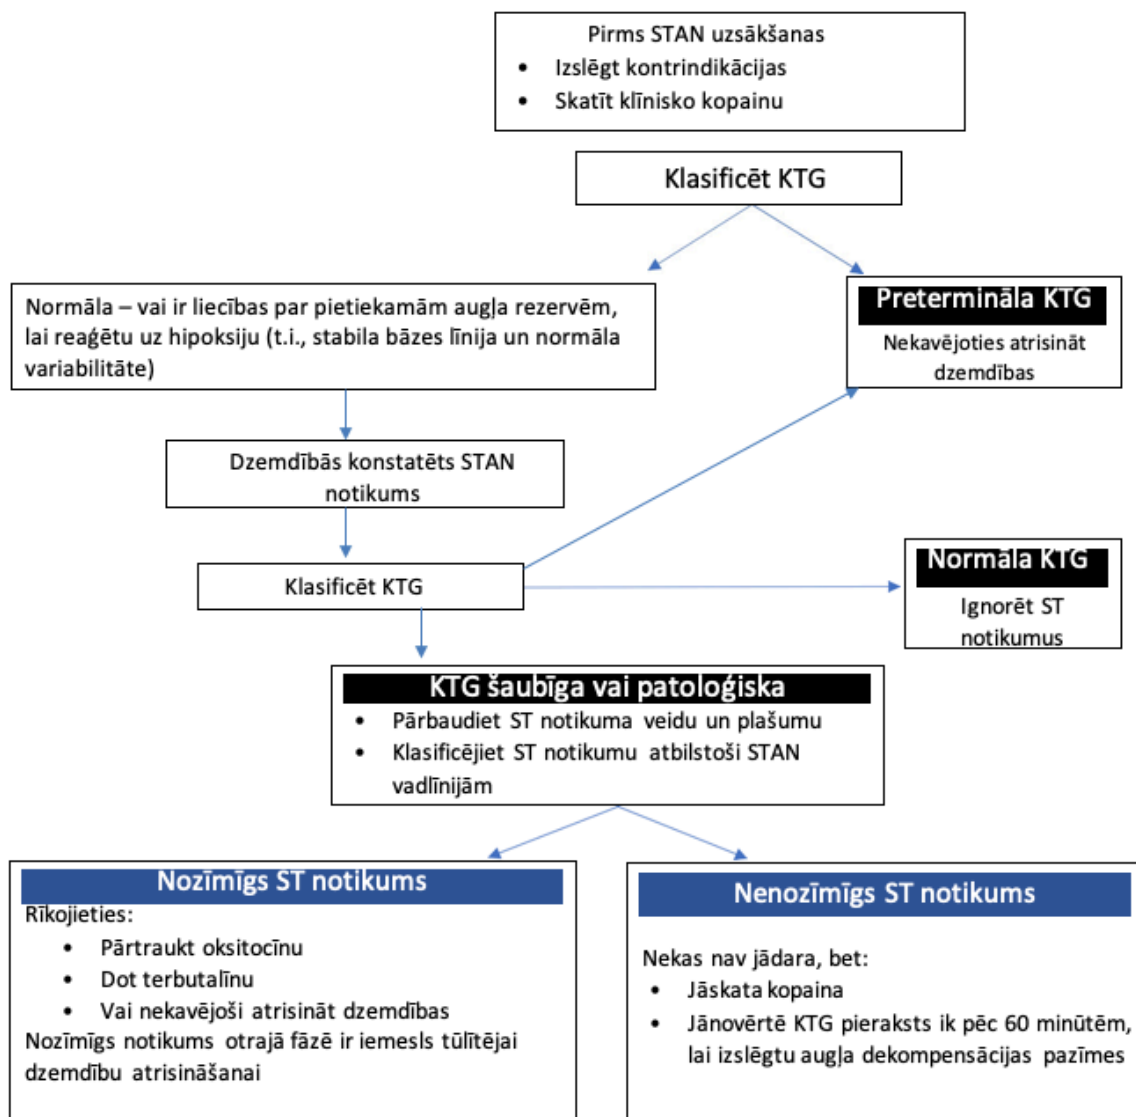 Pirms STAN uzsākšanas
• Izslēgt kontrindikācijas
• Skatīt klīnisko kopainu
Klasificēt KTG
Normāla – vai ir liecības par pietiekamām augļa rezervēm,
lai reaģētu uz hipoksiju (t.i., stabila bāzes līnija un normāla
variabilitāte)
Pretermināla KTG
Nekavējoties atrisināt
dzemdības
Dzemdībās konstatēts STAN
notikums
Klasificēt KTG
Normāla KTG
Ignorēt ST
notikumus
KTG šaubīga vai patoloģiska
• Pārbaudiet ST notikuma veidu un plašumu
• Klasificējiet ST notikumu atbilstoši STAN
vadlīnijām
Nozīmīgs ST notikums
Rīkojieties:
• Pārtraukt oksitocīnu
• Dot terbutalīnu
• Vai nekavējoši atrisināt dzemdības
Nozīmīgs notikums otrajā fāzē ir iemesls tūlītējai
dzemdību atrisināšanai
Nenozīmīgs ST notikums
Nekas nav jādara, bet:
• Jāskata kopaina
• Jānovērtē KTG pieraksts ik pēc 60 minūtēm,
lai izslēgtu augļa dekompensācijas pazīmes